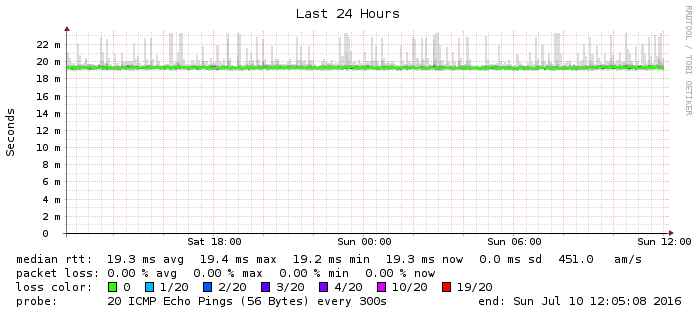 Last 24 Hours
RRDTOOL / TOBI OETIKER
Seconds
22 m
20 m
18 m
16 m
14 m
12 m
10 m
8 m
6 m
4 m
2 m
0
Sat 18:00 Sun 00:00 Sun 06:00 Sun 12:00
median rtt: 19.3 ms avg 19.4 ms max 19.2 ms min 19.3 ms now 0.0 ms sd 451.0 am/s
packet loss: 0.00 % avg 0.00 % max 0.00 % min 0.00 % now
loss color: 0 1/20 2/20 3/20 4/20 10/20 19/20
probe: 20 ICMP Echo Pings (56 Bytes) every 300s end: Sun Jul 10 12:05:08 2016